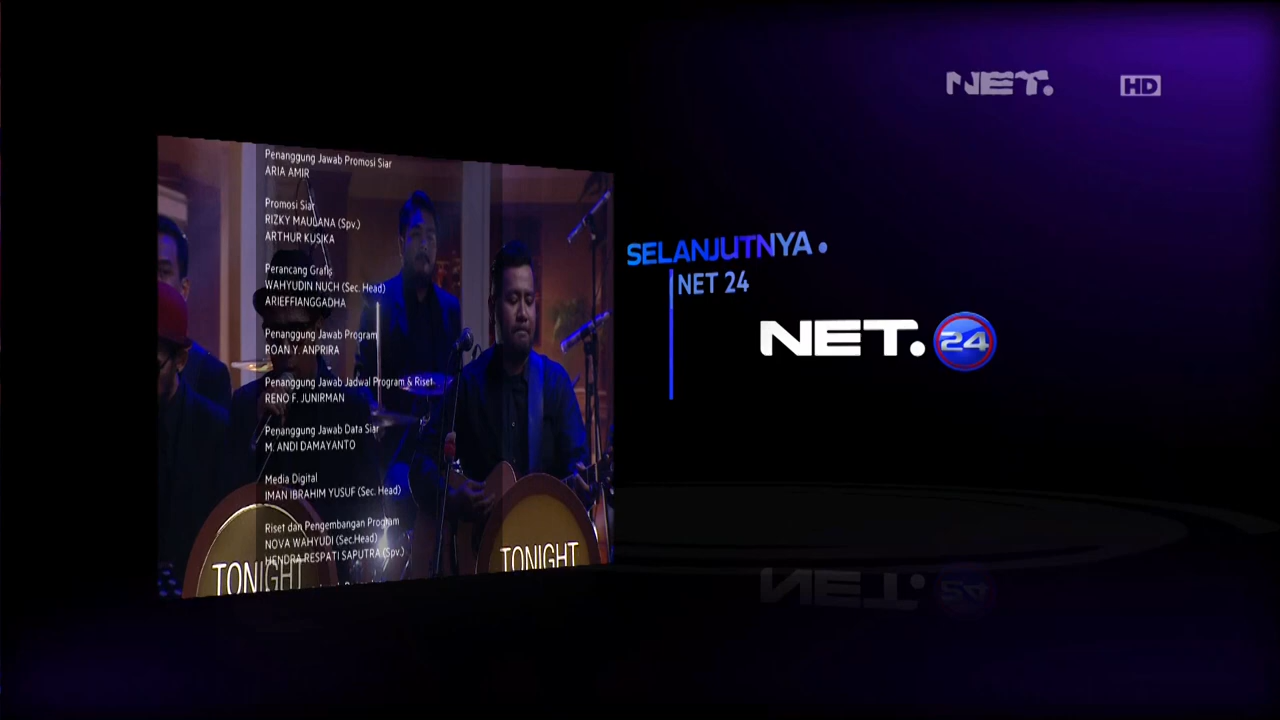 NET.
HD
Penanggung Jawab Promosi Siar
ARIA AMIR
Promosi Siar
RIZKY MAULANA (Spv.)
ARTHUR KUSIKA
Perancang Grafis
WAHYUDIN NUCH (Sec. Head)
ARIEFFIANGGADHA
Penanggung Jawab Program
ROAN Y. ANPRIRA
Penanggung Jawab Jadwal Program & Riset
RENO F. JUNIRMAN
Penanggung Jawab Data Siar
M. ANDI DAMAYANTO
Media Digital
IMAN IBRAHIM YUSUF (Sec. Head)
Riset dan Pengembangan Program
NOVA WAHYUDI (Sec.Head)
HENDRA RESPATI SAPUTRA (Spv.)
TONIGHT
TONIGHT
SELANJUTNYA.
NET 24
NET. 24